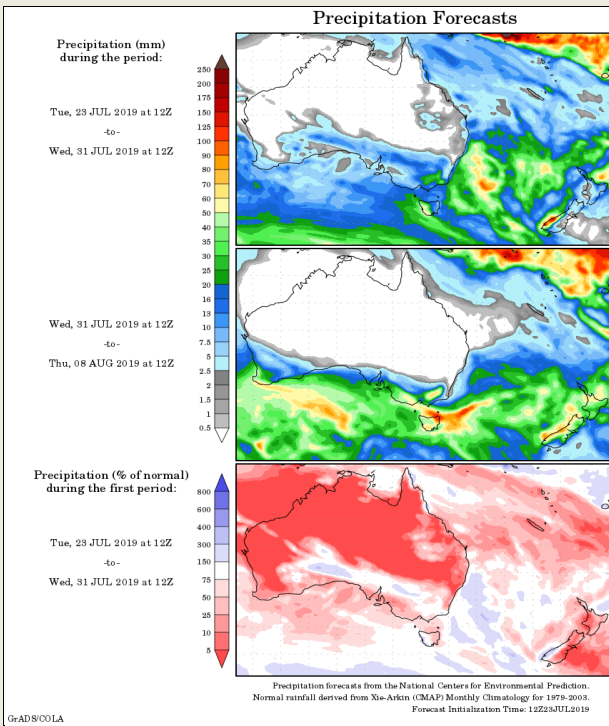 Precipitation Forecasts
Precipitation (mm)
during the period:
Tue, 23 JUL 2019 at 12Z
-to-
Wed, 31 JUL 2019 at 12Z
250
200
175
150
125
100
90
80
70
60
50
40
35
30
25
20
16
13
10
7.5
5
2.5
2
1.5
1
0.5
Wed, 31 JUL 2019 at 12Z
-to-
Thu, 08 AUG 2019 at 12Z
Precipitation (% of normal)
during the first period:
Tue, 23 JUL 2019 at 12Z
-to-
Wed, 31 JUL 2019 at 12Z
800
600
400
300
150
75
50
25
10
5
Precipitation forecasts from the National Centers for Environmental Prediction.
Normal rainfall derived from Xie-Arkin (CMAP) Monthly Climatology for 1979-2003.
Forecast Initialization Time: 12Z23JUL2019
GrADS/COLA